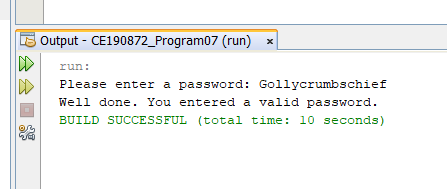 Output - CE190872_Program07 (run)
run:
Please enter a password: Gollycrumbschief
Well done. You entered a valid password.
BUILD SUCCESSFUL (total time: 10 seconds)